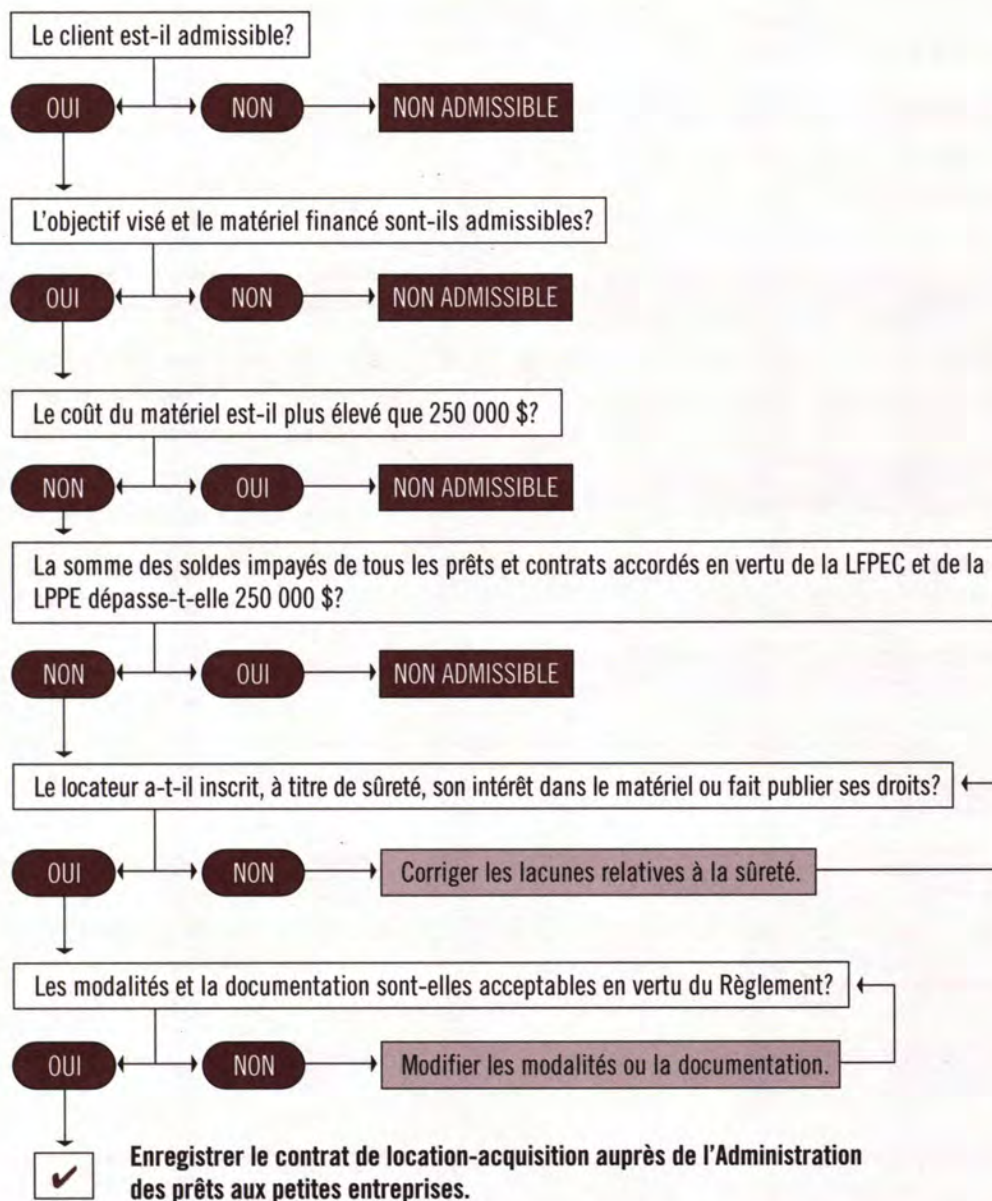 Le client est-il admissible?
OUI NON NON ADMISSIBLE
L'objectif visé et le matériel financé sont-ils admissibles?
OUI NON NON ADMISSIBLE
Le coût du matériel est-il plus élevé que 250 000 $?
NON OUI NON ADMISSIBLE
La somme des soldes impayés de tous les prêts et contrats accordés en vertu de la LFPEC et de la
LPPE dépasse-t-elle 250 000 $?
NON OUI NON ADMISSIBLE
Le locateur a-t-il inscrit, à titre de sûreté, son intérêt dans le matériel ou fait publier ses droits?
OUI NON Corriger les lacunes relatives à la sûreté.
Les modalités et la documentation sont-elles acceptables en vertu du Règlement?
OUI NON Modifier les modalités ou la documentation.
Enregistrer le contrat de location-acquisition auprès de l'Administration
des prêts aux petites entreprises.